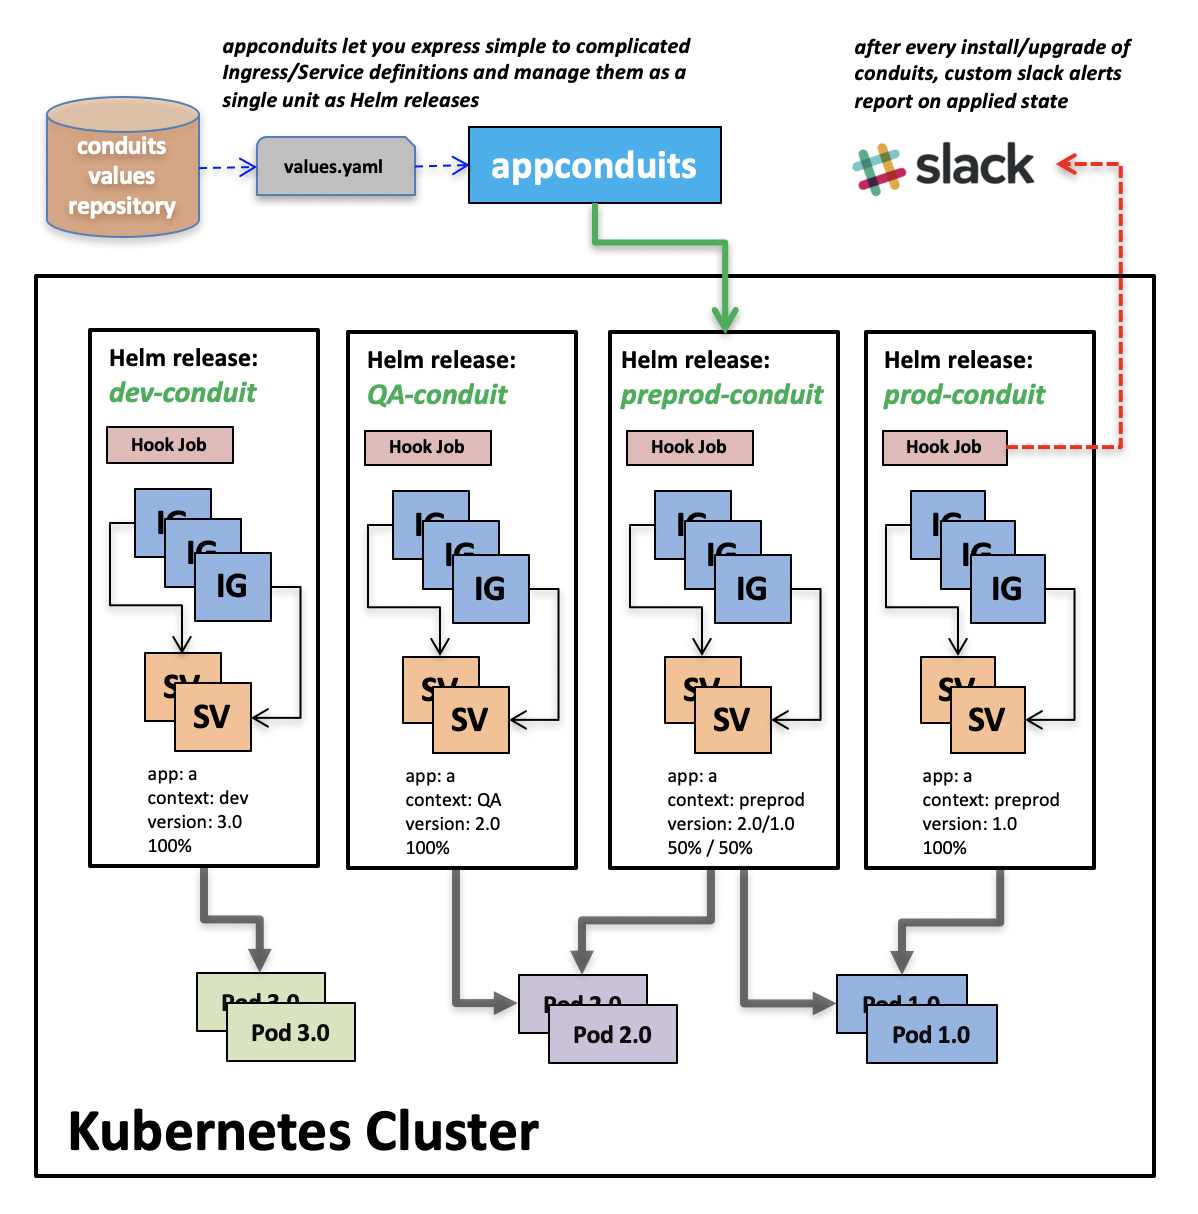 appconduits let you express simple to complicated
Ingress/Service definitions and manage them as a
single unit as Helm releases
after every install/upgrade of
conduits, custom slack alerts
report on applied state
conduits
values
repository
values.yaml
appconduits
slack
Helm release:
dev-conduit
Hook Job
IG
IG
IG
SV
SV
app: a
context: dev
version: 3.0
100%
Helm release:
QA-conduit
Hook Job
IG
IG
IG
SV
SV
app: a
context: QA
version: 2.0
100%
Helm release:
preprod-conduit
Hook Job
IG
IG
IG
SV
SV
app: a
context: preprod
version: 2.0/1.0
50% / 50%
Helm release:
prod-conduit
Hook Job
IG
IG
IG
SV
SV
app: a
context: preprod
version: 1.0
100%
Pod 3.0
Pod 3.0
Pod 2.0
Pod 2.0
Pod 1.0
Pod 1.0
Kubernetes Cluster